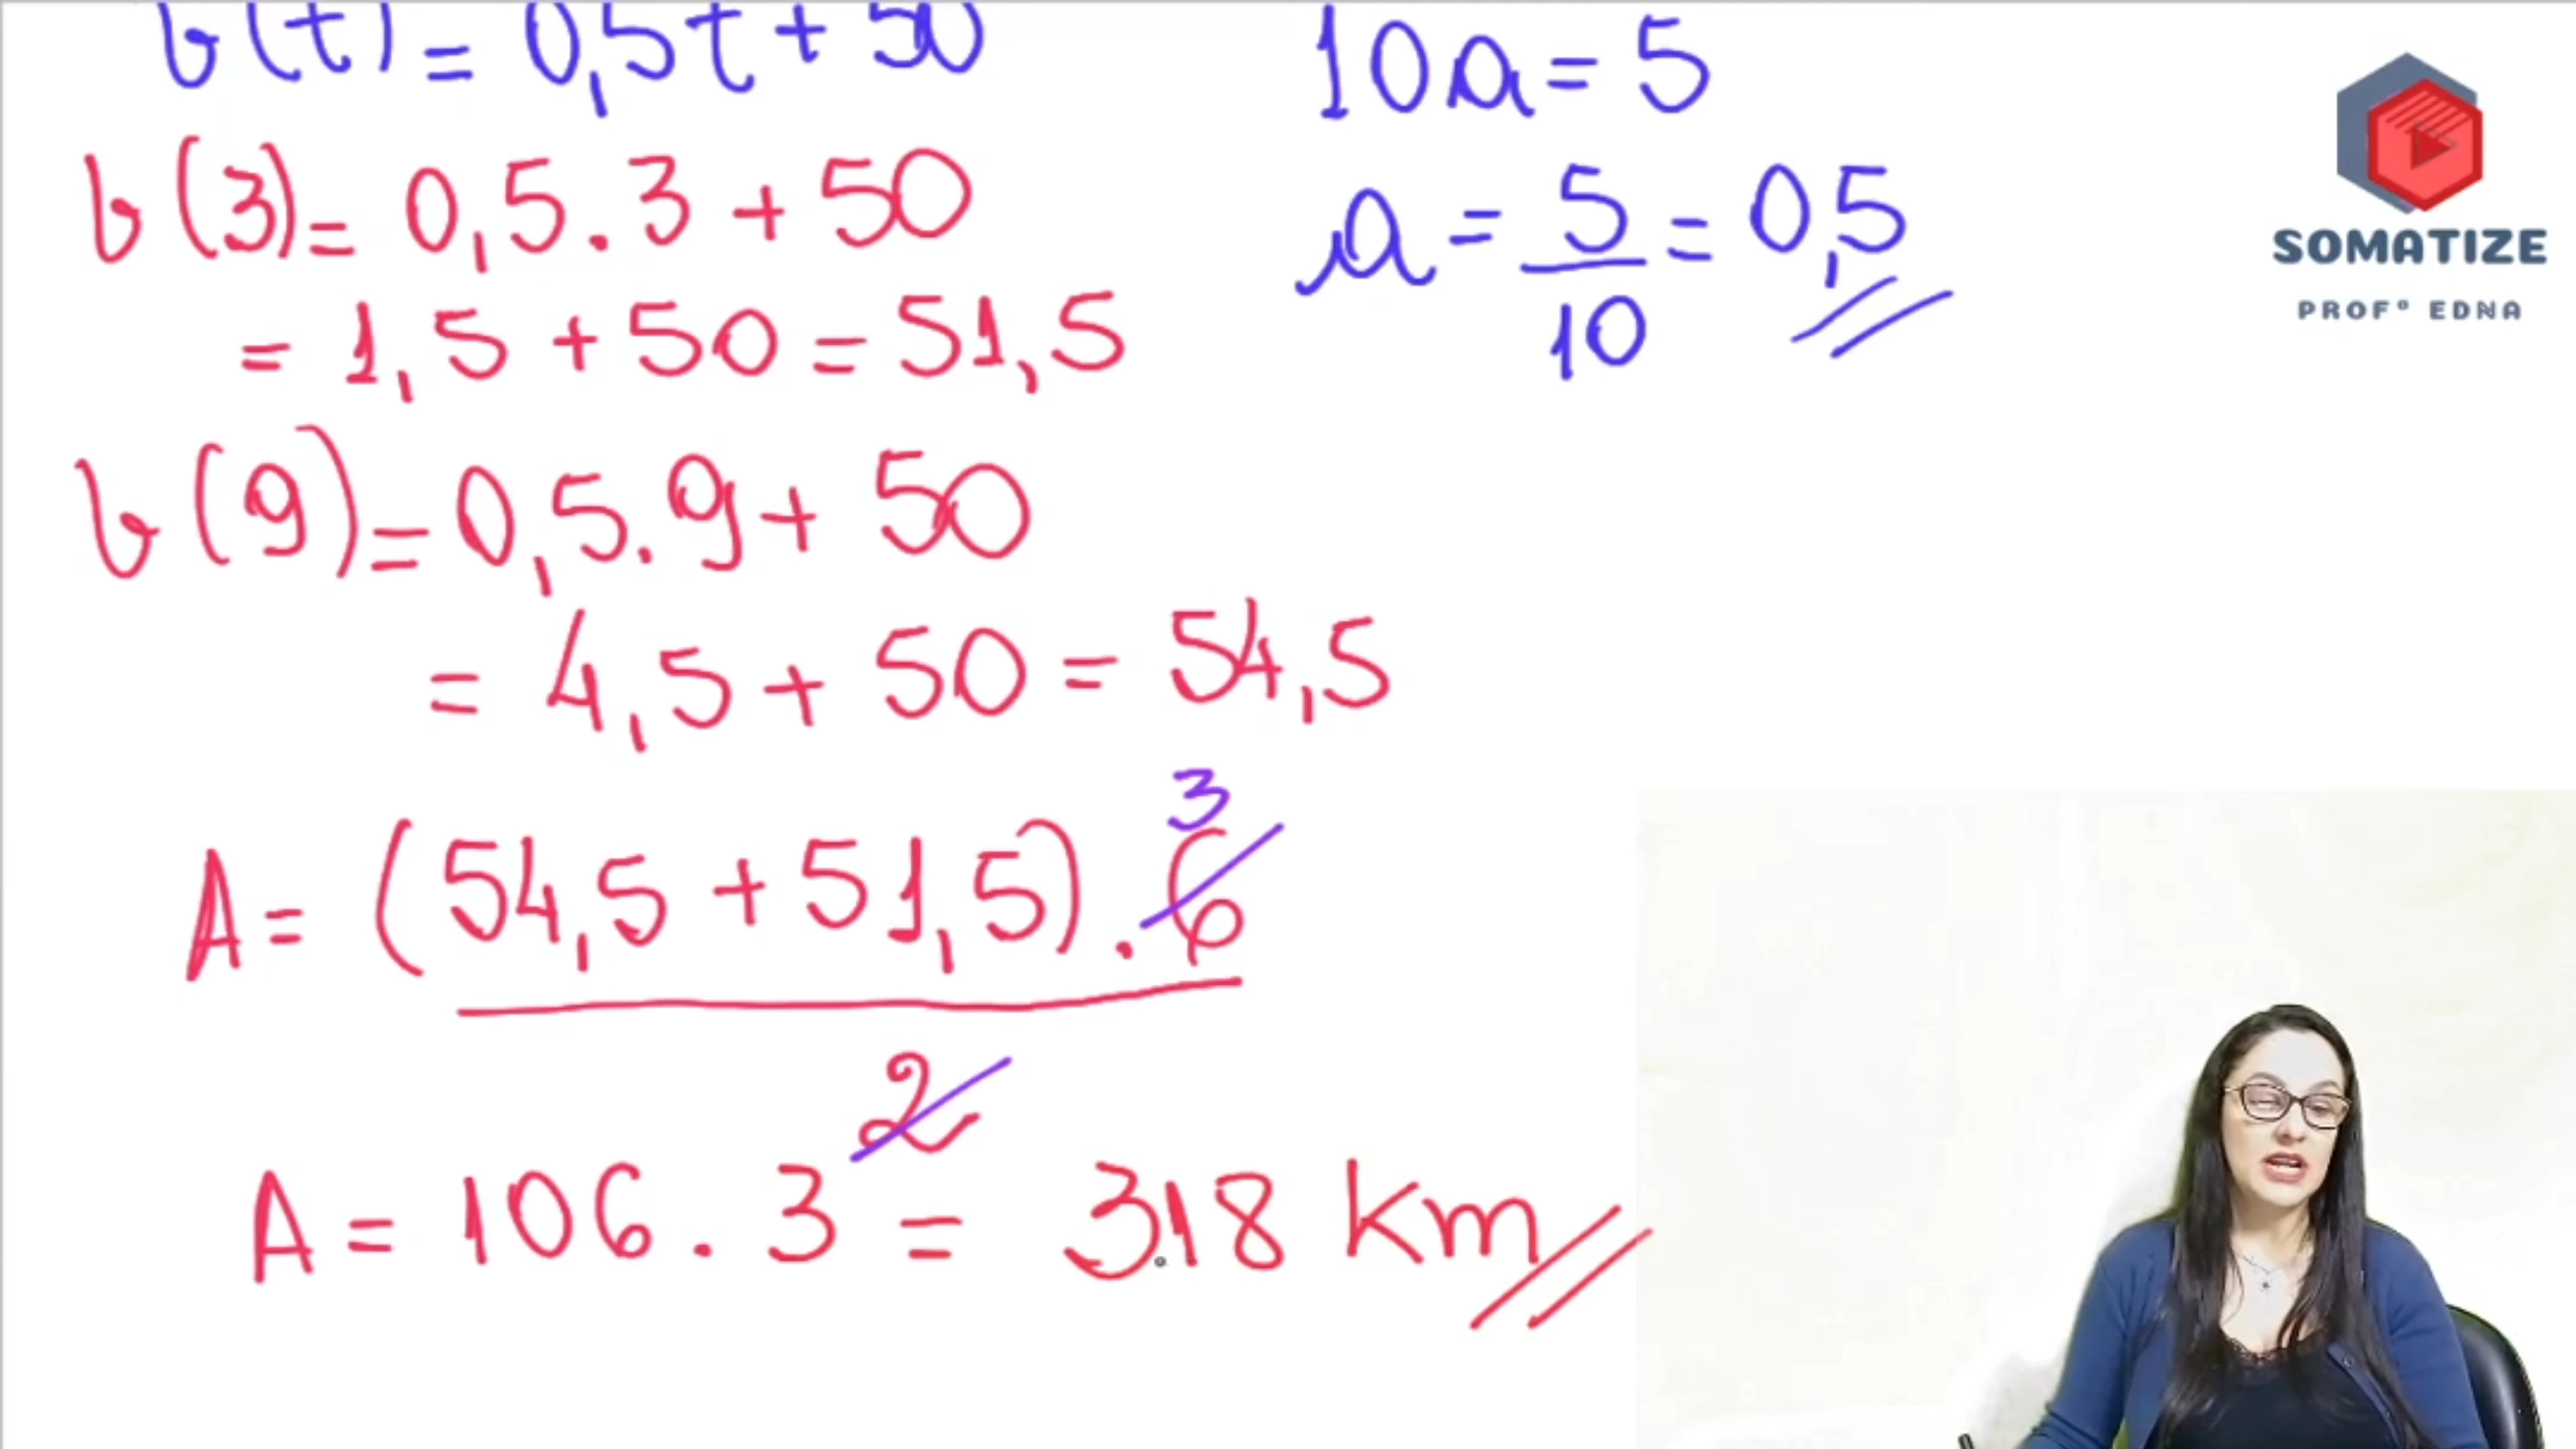 v(t) = 0,5t + 50
v(3) = 0,5 . 3 + 50
= 1,5 + 50 = 51,5
v(9) = 0,5 . 9 + 50
= 4,5 + 50 = 54,5
A = (54,5 + 51,5) . 6
3
2
A = 106 . 3 = 318 km
10a = 5
a = 5/10 = 0,5
SOMATIZE
PROFª EDNA